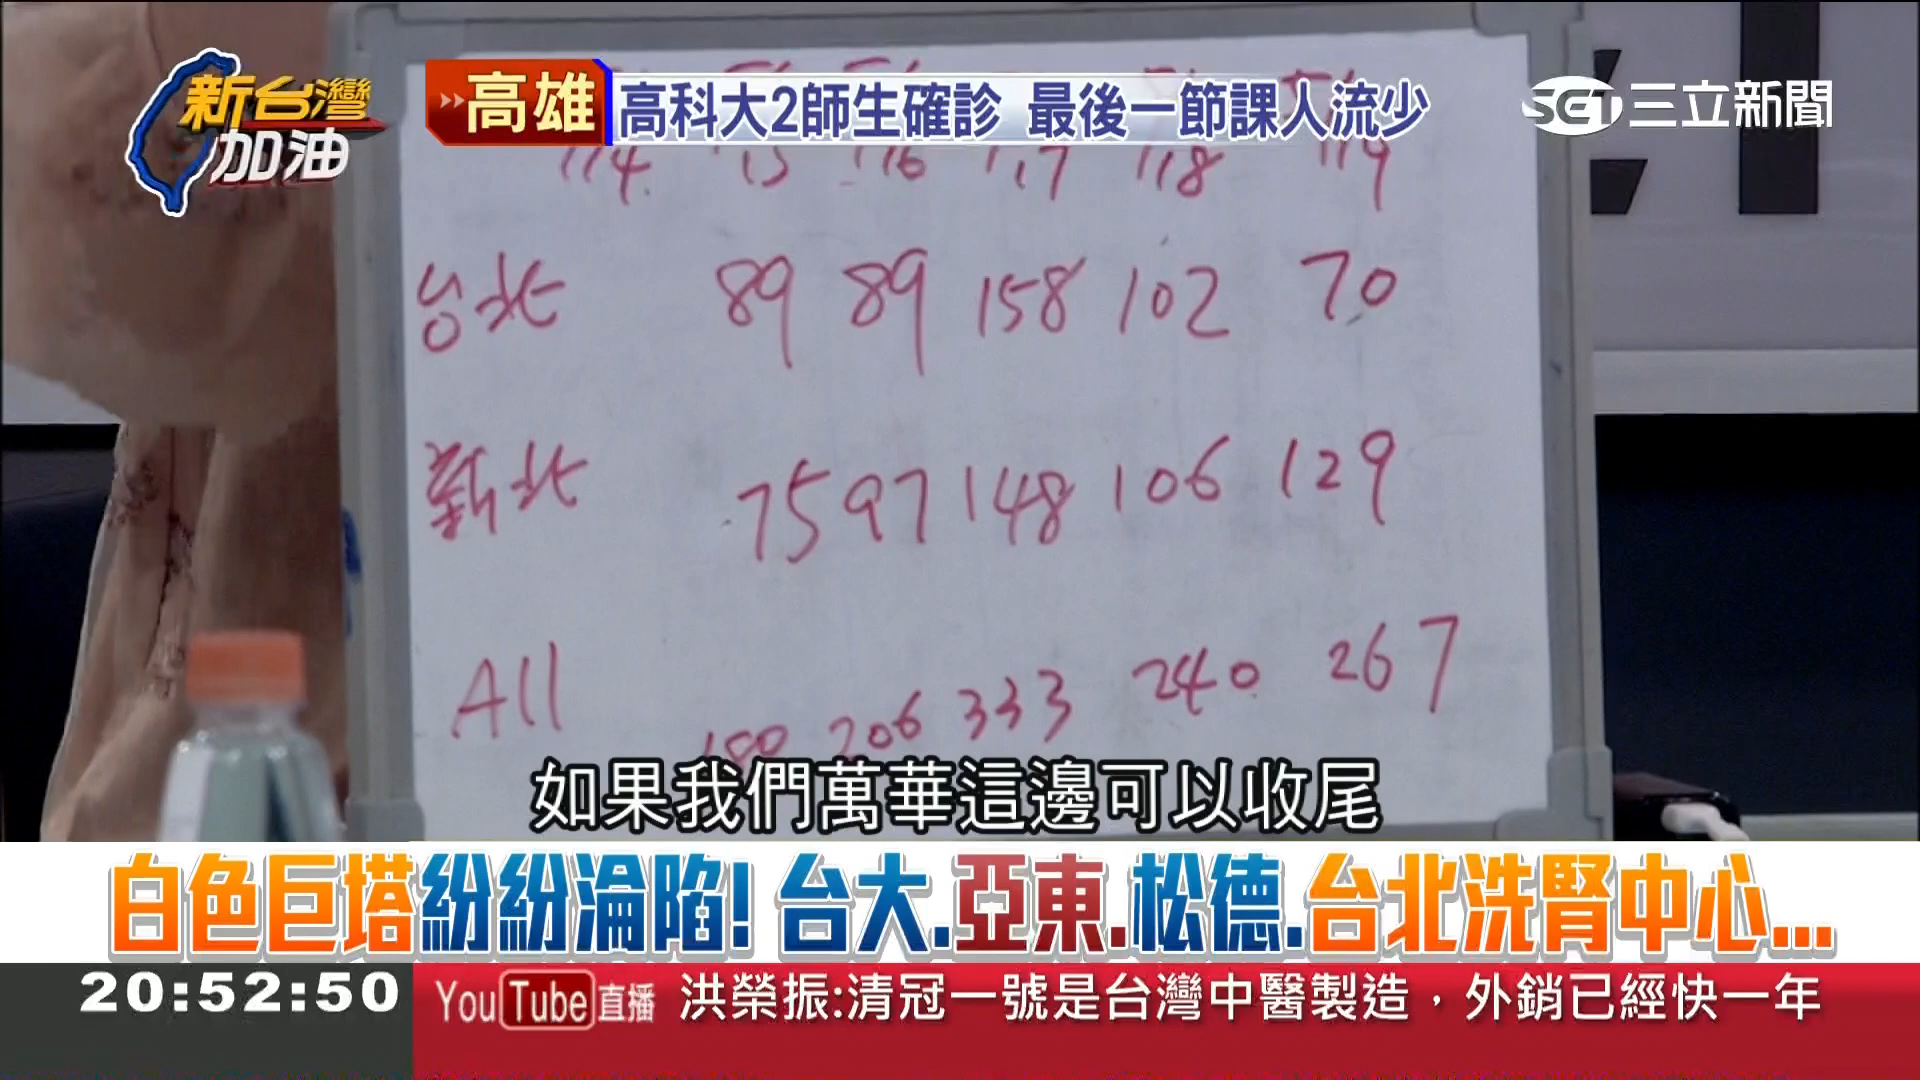 新台灣
加油
高雄
高科大2師生確診 最後一節課人流少
SET三立新聞
台北 89 89 158 102 70
新北 75 97 148 106 129
All 180 206 333 240 267
如果我們萬華這邊可以收尾
白色巨塔紛紛淪陷! 台大.亞東.松德.台北洗腎中心...
20:52:50
YouTube直播
洪榮振:清冠一號是台灣中醫製造，外銷已經快一年